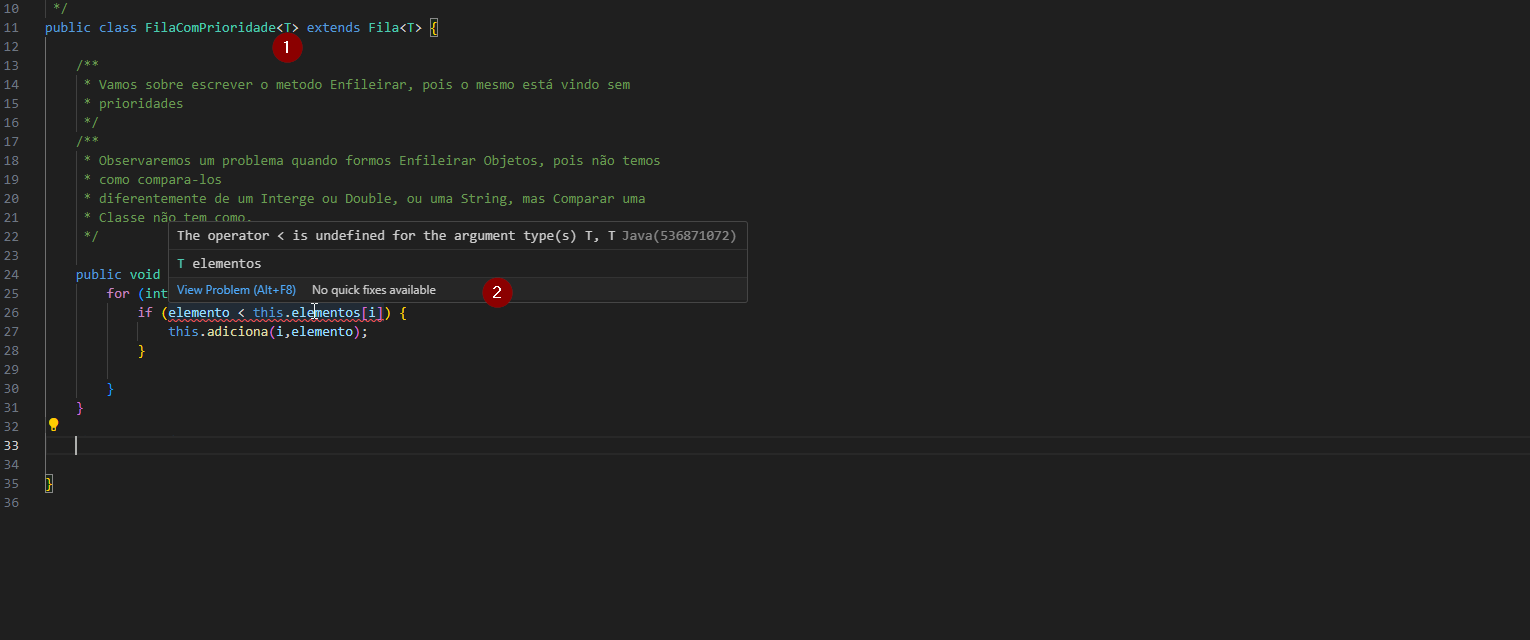 10 */
11 public class FilaComPrioridade<T> extends Fila<T> {
1
12
13 /**
14 * Vamos sobre escrever o metodo Enfileirar, pois o mesmo está vindo sem
15 * prioridades
16 */
17 /**
18 * Observaremos um problema quando formos Enfileirar Objetos, pois não temos
19 * como compara-los
20 * diferentemente de um Interge ou Double, ou uma String, mas Comparar uma
21 * Classe não tem como.
22 */
The operator < is undefined for the argument type(s) T, T Java(536871072)
23
T elementos
24 public void
View Problem (Alt+F8) No quick fixes available
2
25 for (int
26 if (elemento < this.elementos[i]) {
27 this.adiciona(i,elemento);
28 }
29
30 }
31 }
32
33
34
35 }
36